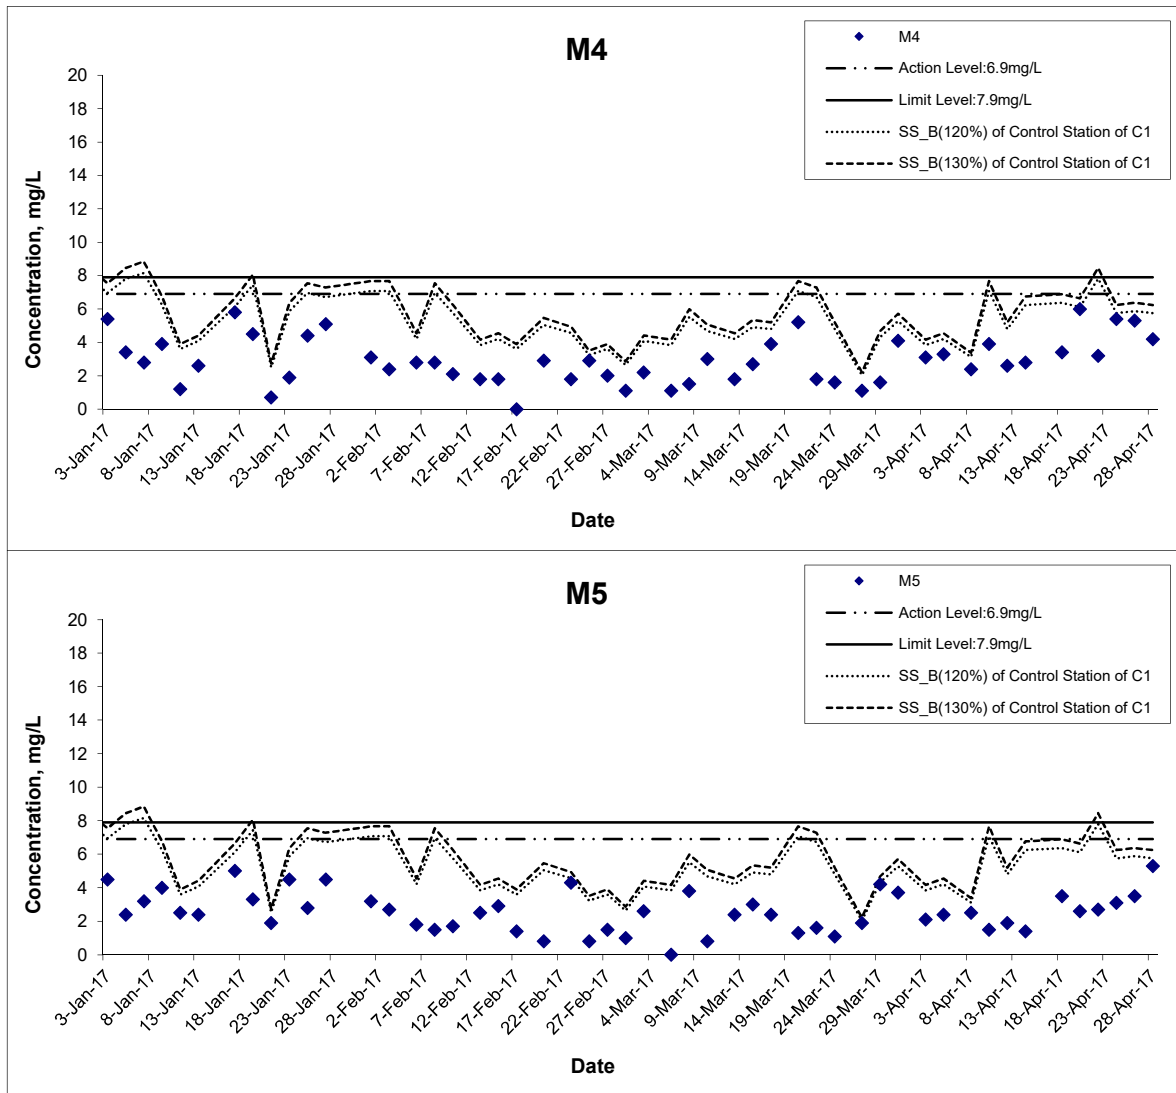 M4
M4
Action Level:6.9mg/L
Limit Level:7.9mg/L
SS_B(120%) of Control Station of C1
SS_B(130%) of Control Station of C1
Concentration, mg/L
20
18
16
14
12
10
8
6
4
2
0
3-Jan-17
8-Jan-17
13-Jan-17
18-Jan-17
23-Jan-17
28-Jan-17
2-Feb-17
7-Feb-17
12-Feb-17
17-Feb-17
22-Feb-17
27-Feb-17
4-Mar-17
9-Mar-17
14-Mar-17
19-Mar-17
24-Mar-17
29-Mar-17
3-Apr-17
8-Apr-17
13-Apr-17
18-Apr-17
23-Apr-17
28-Apr-17
Date
M5
M5
Action Level:6.9mg/L
Limit Level:7.9mg/L
SS_B(120%) of Control Station of C1
SS_B(130%) of Control Station of C1
Concentration, mg/L
20
18
16
14
12
10
8
6
4
2
0
3-Jan-17
8-Jan-17
13-Jan-17
18-Jan-17
23-Jan-17
28-Jan-17
2-Feb-17
7-Feb-17
12-Feb-17
17-Feb-17
22-Feb-17
27-Feb-17
4-Mar-17
9-Mar-17
14-Mar-17
19-Mar-17
24-Mar-17
29-Mar-17
3-Apr-17
8-Apr-17
13-Apr-17
18-Apr-17
23-Apr-17
28-Apr-17
Date